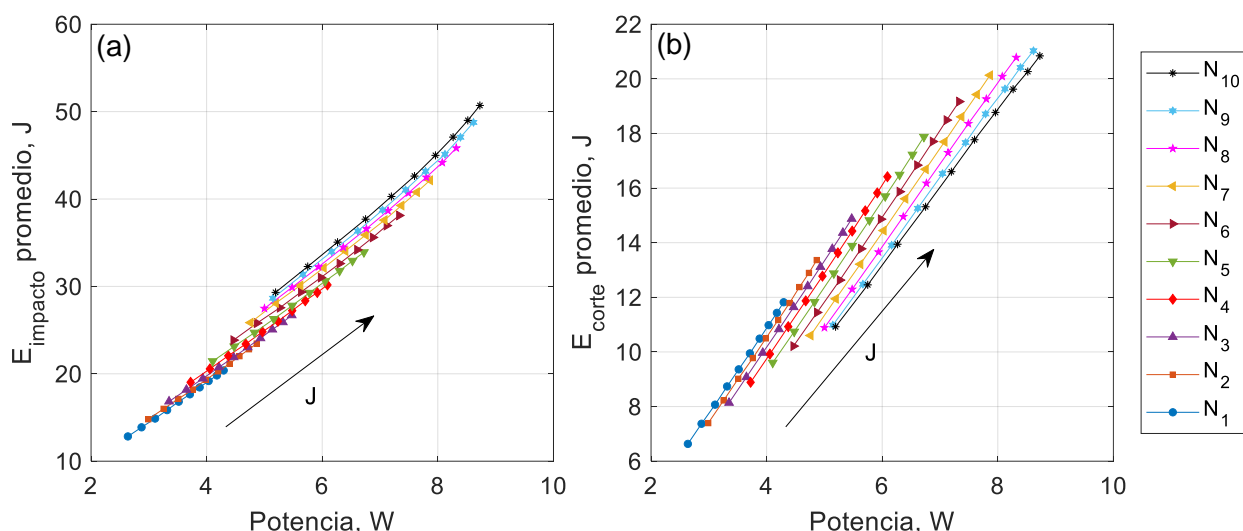 (a)
60
50
40
30
20
10
2
4
6
8
10
E_impacto promedio, J
Potencia, W
J
(b)
22
20
18
16
14
12
10
8
6
2
4
6
8
10
E_corte promedio, J
Potencia, W
J
N_10
N_9
N_8
N_7
N_6
N_5
N_4
N_3
N_2
N_1